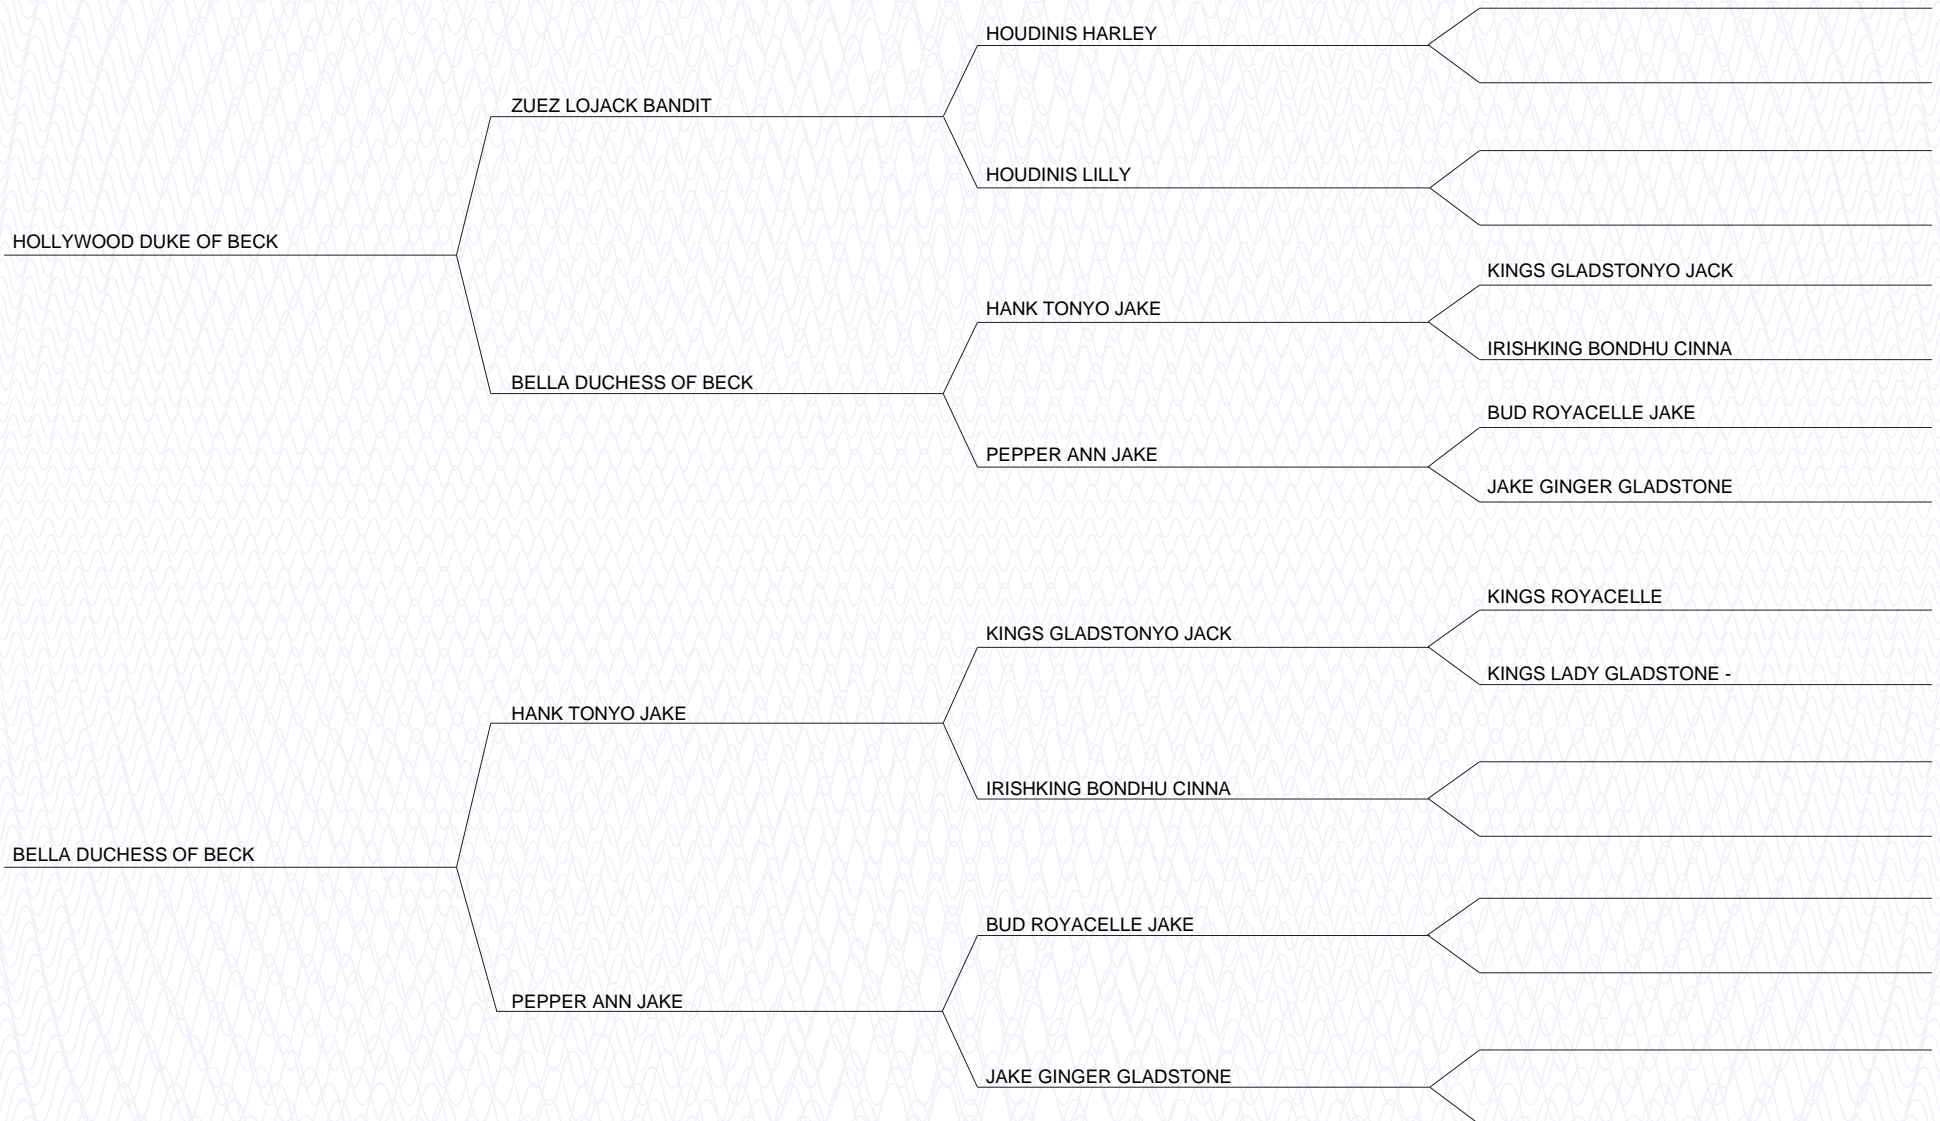 HOUDINIS HARLEY
ZUEZ LOJACK BANDIT
HOUDINIS LILLY
HOLLYWOOD DUKE OF BECK
KINGS GLADSTONYO JACK
HANK TONYO JAKE
IRISHKING BONDHU CINNA
BELLA DUCHESS OF BECK
BUD ROYACELLE JAKE
PEPPER ANN JAKE
JAKE GINGER GLADSTONE
KINGS ROYACELLE
KINGS GLADSTONYO JACK
KINGS LADY GLADSTONE -
HANK TONYO JAKE
IRISHKING BONDHU CINNA
BELLA DUCHESS OF BECK
BUD ROYACELLE JAKE
PEPPER ANN JAKE
JAKE GINGER GLADSTONE